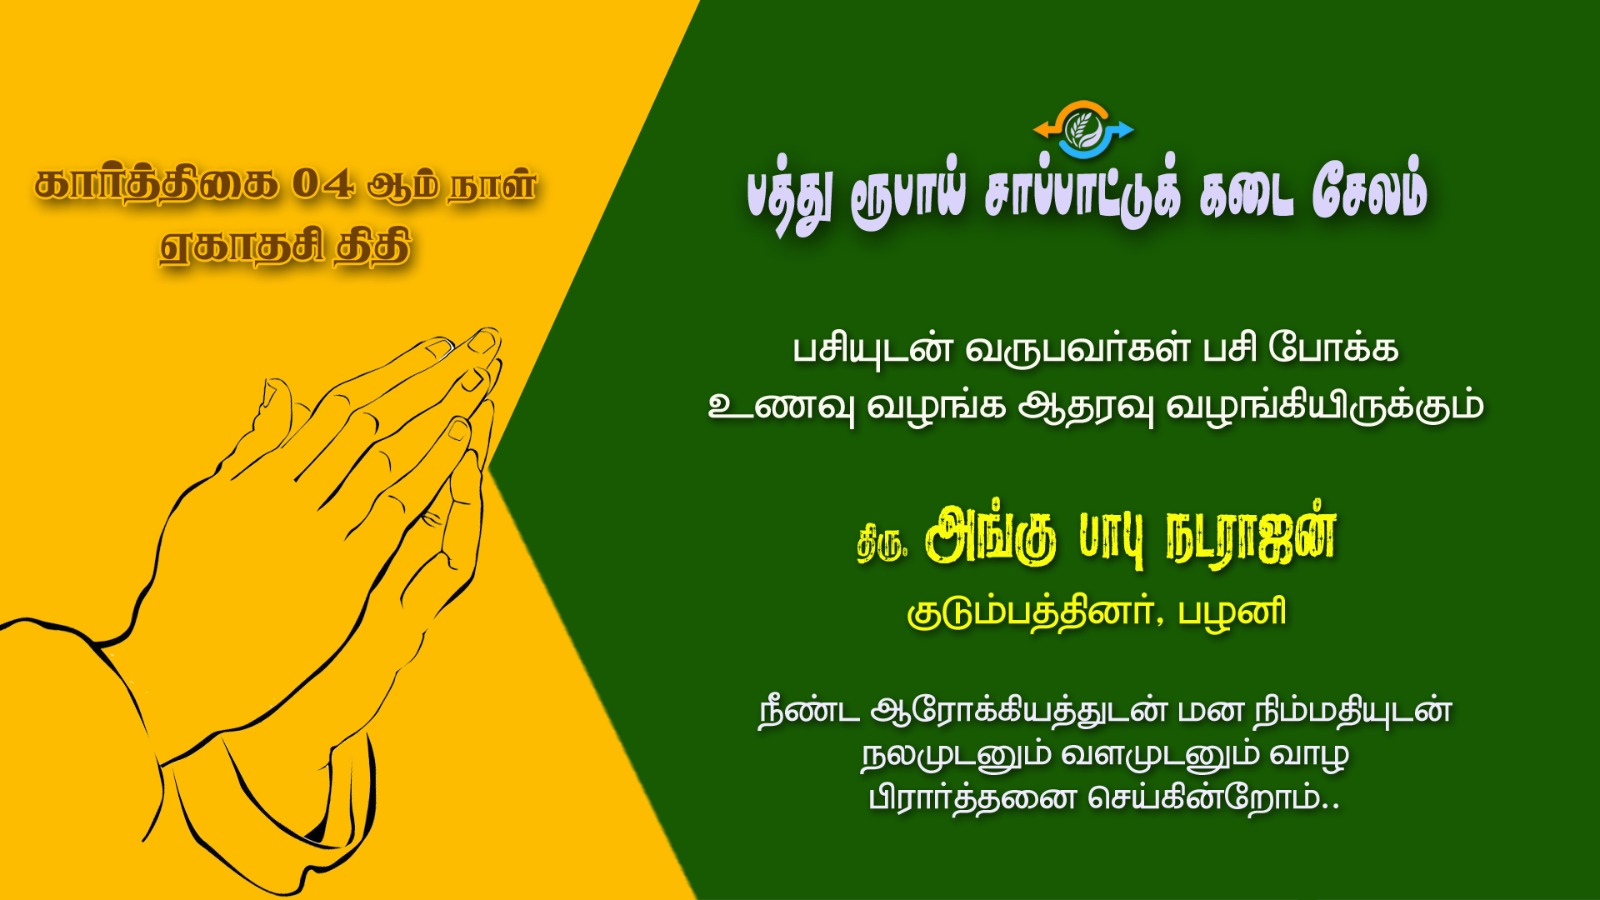 கார்த்திகை 04 ஆம் நாள்
ஏகாதசி திதி
பத்து ரூபாய் சாப்பாட்டுக் கடை சேலம்
பசியுடன் வருபவர்கள் பசி போக்க
உணவு வழங்க ஆதரவு வழங்கியிருக்கும்
திரு. அங்கு பாபு நடராஜன்
குடும்பத்தினர், பழனி
நீண்ட ஆரோக்கியத்துடன் மன நிம்மதியுடன்
நலமுடனும் வளமுடனும் வாழ
பிரார்த்தனை செய்கின்றோம்..